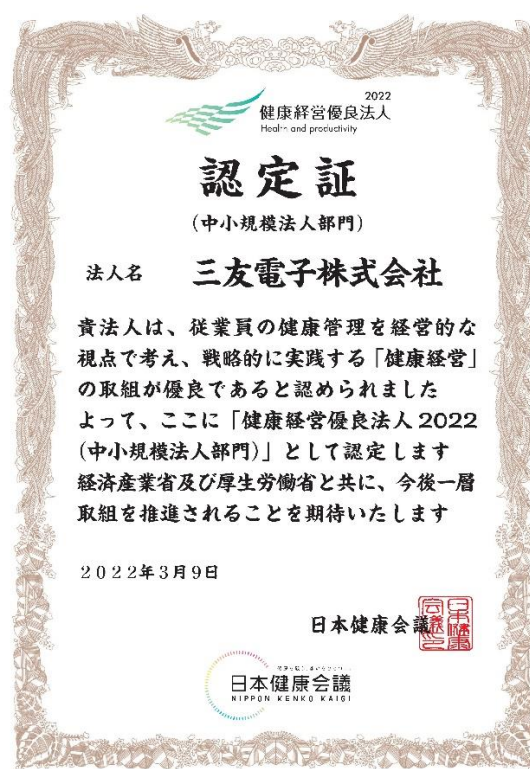 2022
健康経営優良法人
Health and productivity
認定証
(中小規模法人部門)
法人名 三友電子株式会社
貴法人は、従業員の健康管理を経営的な
視点で考え、戦略的に実践する「健康経営」
の取組が優良であると認められました
よって、ここに「健康経営優良法人 2022
(中小規模法人部門)」として認定します
経済産業省及び厚生労働省と共に、今後一層
取組を推進されることを期待いたします
2022年3月9日
日本健康会議
日本健康会議
NIPPON KENKO KAIGI